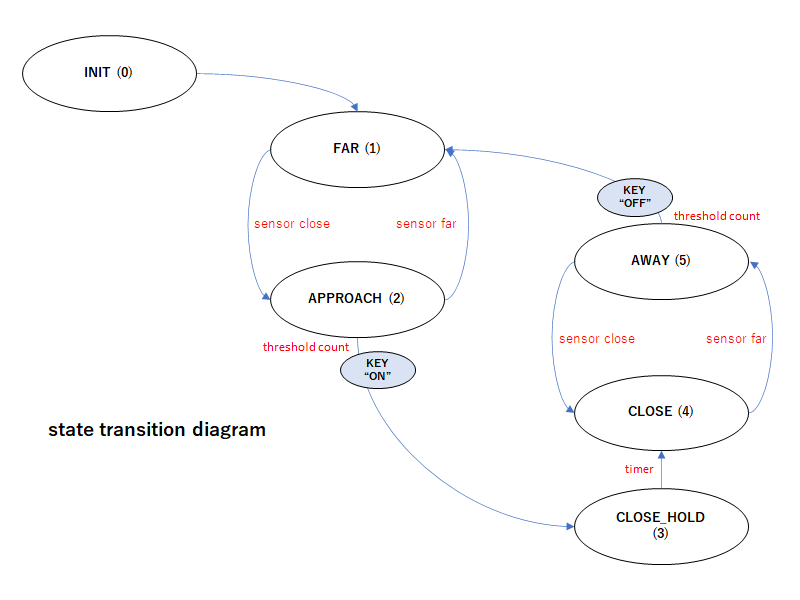 INIT (0)
FAR (1)
KEY
“OFF”
threshold count
sensor close
sensor far
AWAY (5)
APPROACH (2)
threshold count
sensor close
sensor far
KEY
“ON”
CLOSE (4)
state transition diagram
timer
CLOSE_HOLD
(3)